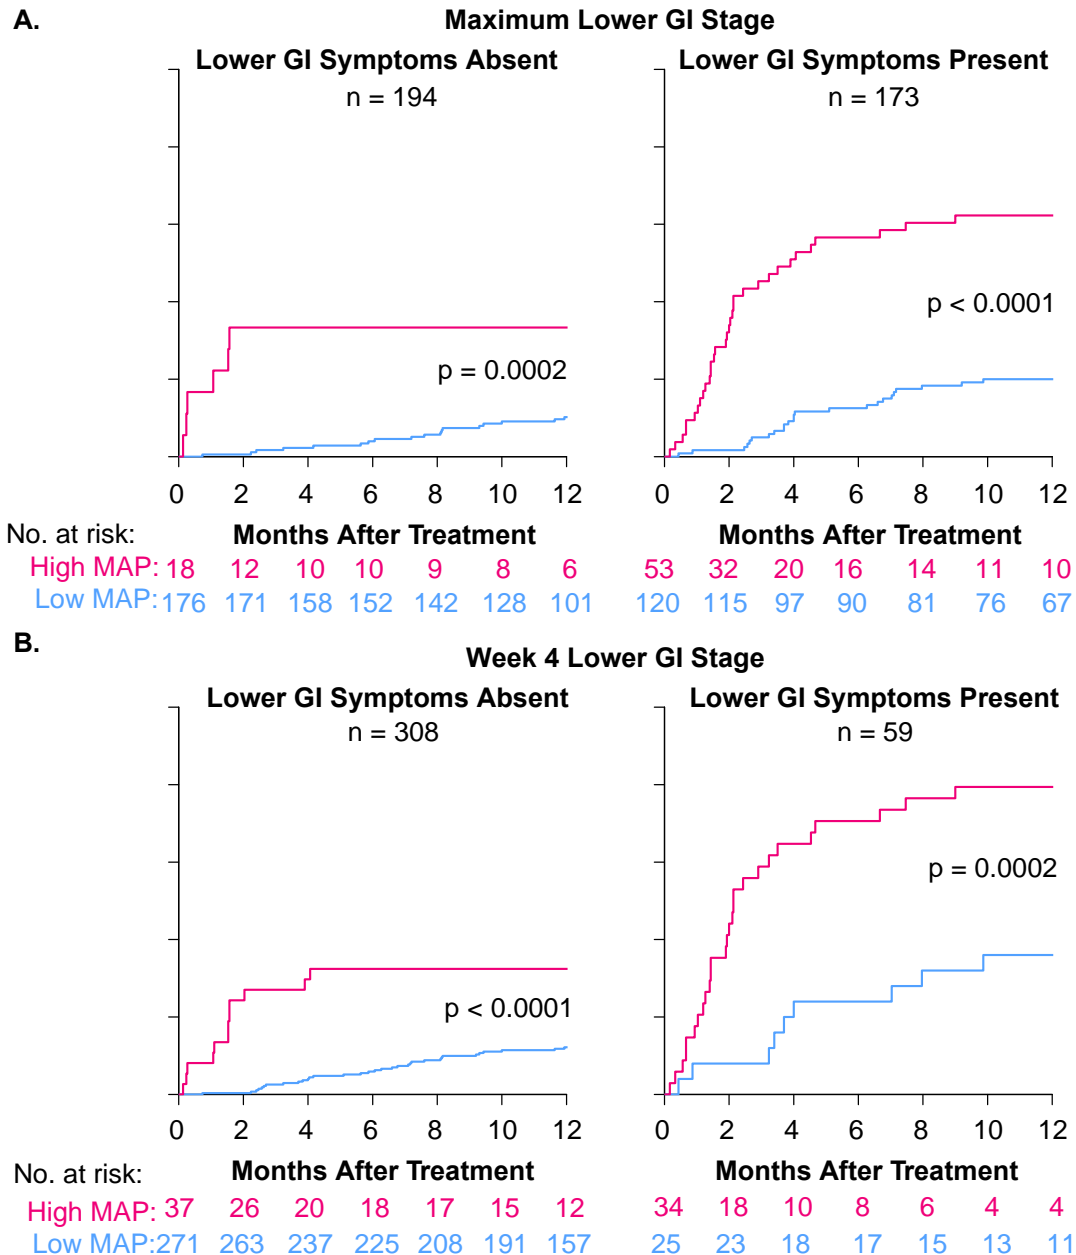 A.
Maximum Lower GI Stage
Lower GI Symptoms Absent
n = 194
p = 0.0002
0 2 4 6 8 10 12
Months After Treatment
Lower GI Symptoms Present
n = 173
p < 0.0001
0 2 4 6 8 10 12
Months After Treatment
No. at risk:
High MAP: 18 12 10 10 9 8 6 53 32 20 16 14 11 10
Low MAP: 176 171 158 152 142 128 101 120 115 97 90 81 76 67
B.
Week 4 Lower GI Stage
Lower GI Symptoms Absent
n = 308
p < 0.0001
0 2 4 6 8 10 12
Months After Treatment
Lower GI Symptoms Present
n = 59
p = 0.0002
0 2 4 6 8 10 12
Months After Treatment
No. at risk:
High MAP: 37 26 20 18 17 15 12 34 18 10 8 6 4 4
Low MAP: 271 263 237 225 208 191 157 25 23 18 17 15 13 11